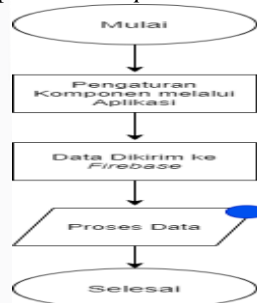 Mulai
Pengaturan
Komponen melalui
Aplikasi
Data Dikirim ke
Firebase
Proses Data
Selesai